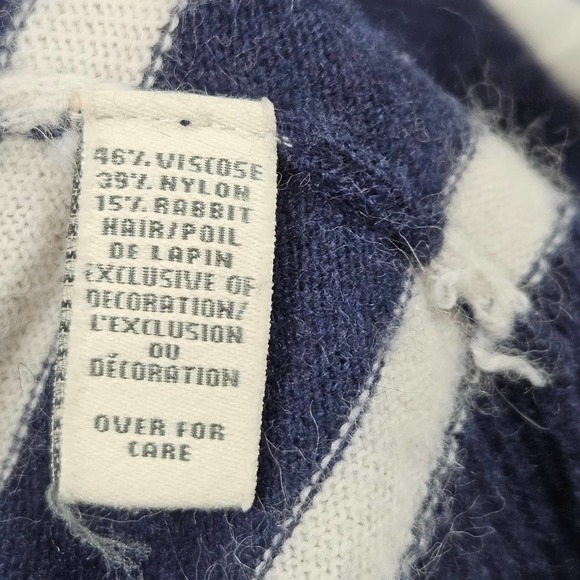 46% VISCOSE
39% NYLON
15% RABBIT
HAIR/POIL
DE LAPIN
EXCLUSIVE OF
DECORATION/
L'EXCLUSION
OU
DÉCORATION
OVER FOR
CARE